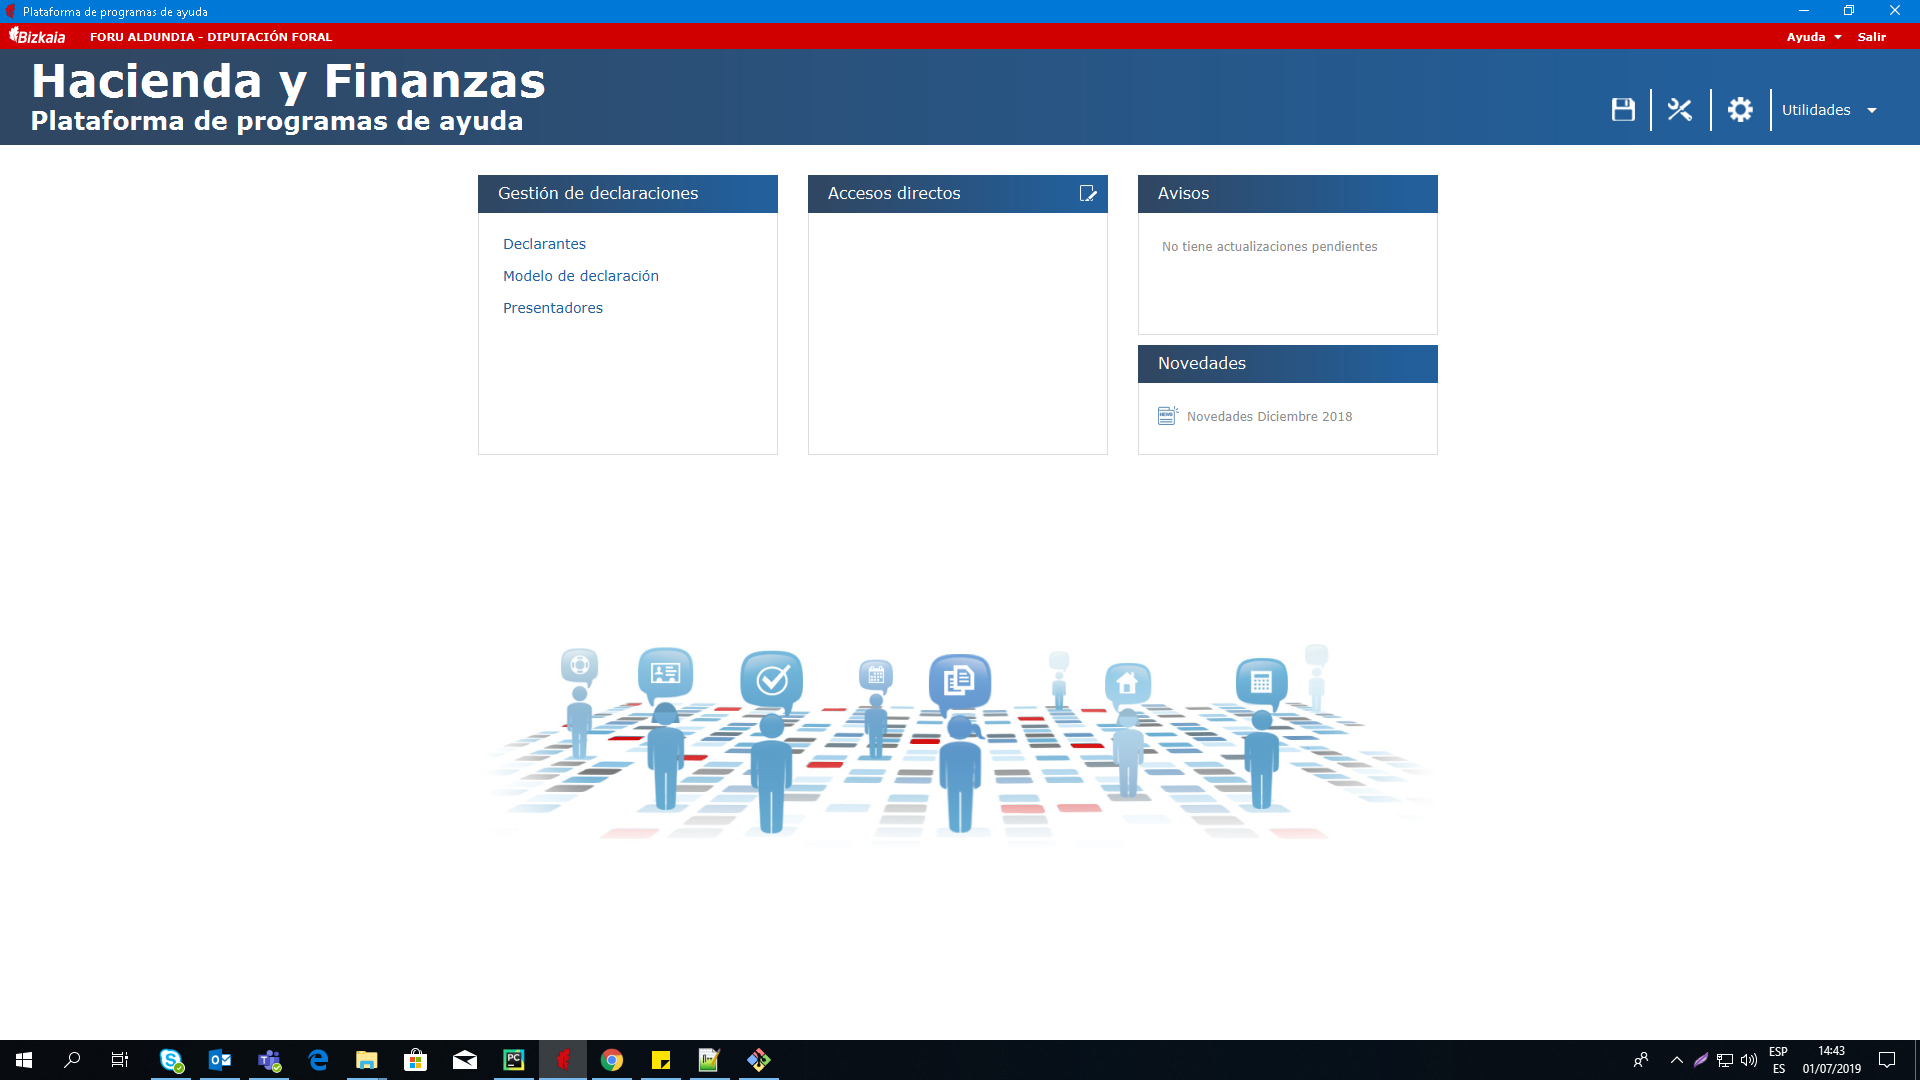 Plataforma de programas de ayuda
Bizkaia FORU ALDUNDIA - DIPUTACIÓN FORAL Ayuda Salir
Hacienda y Finanzas
Plataforma de programas de ayuda
Utilidades
Gestión de declaraciones
Declarantes
Modelo de declaración
Presentadores
Accesos directos
Avisos
No tiene actualizaciones pendientes
Novedades
NEWS Novedades Diciembre 2018
ESP
ES
14:43
01/07/2019